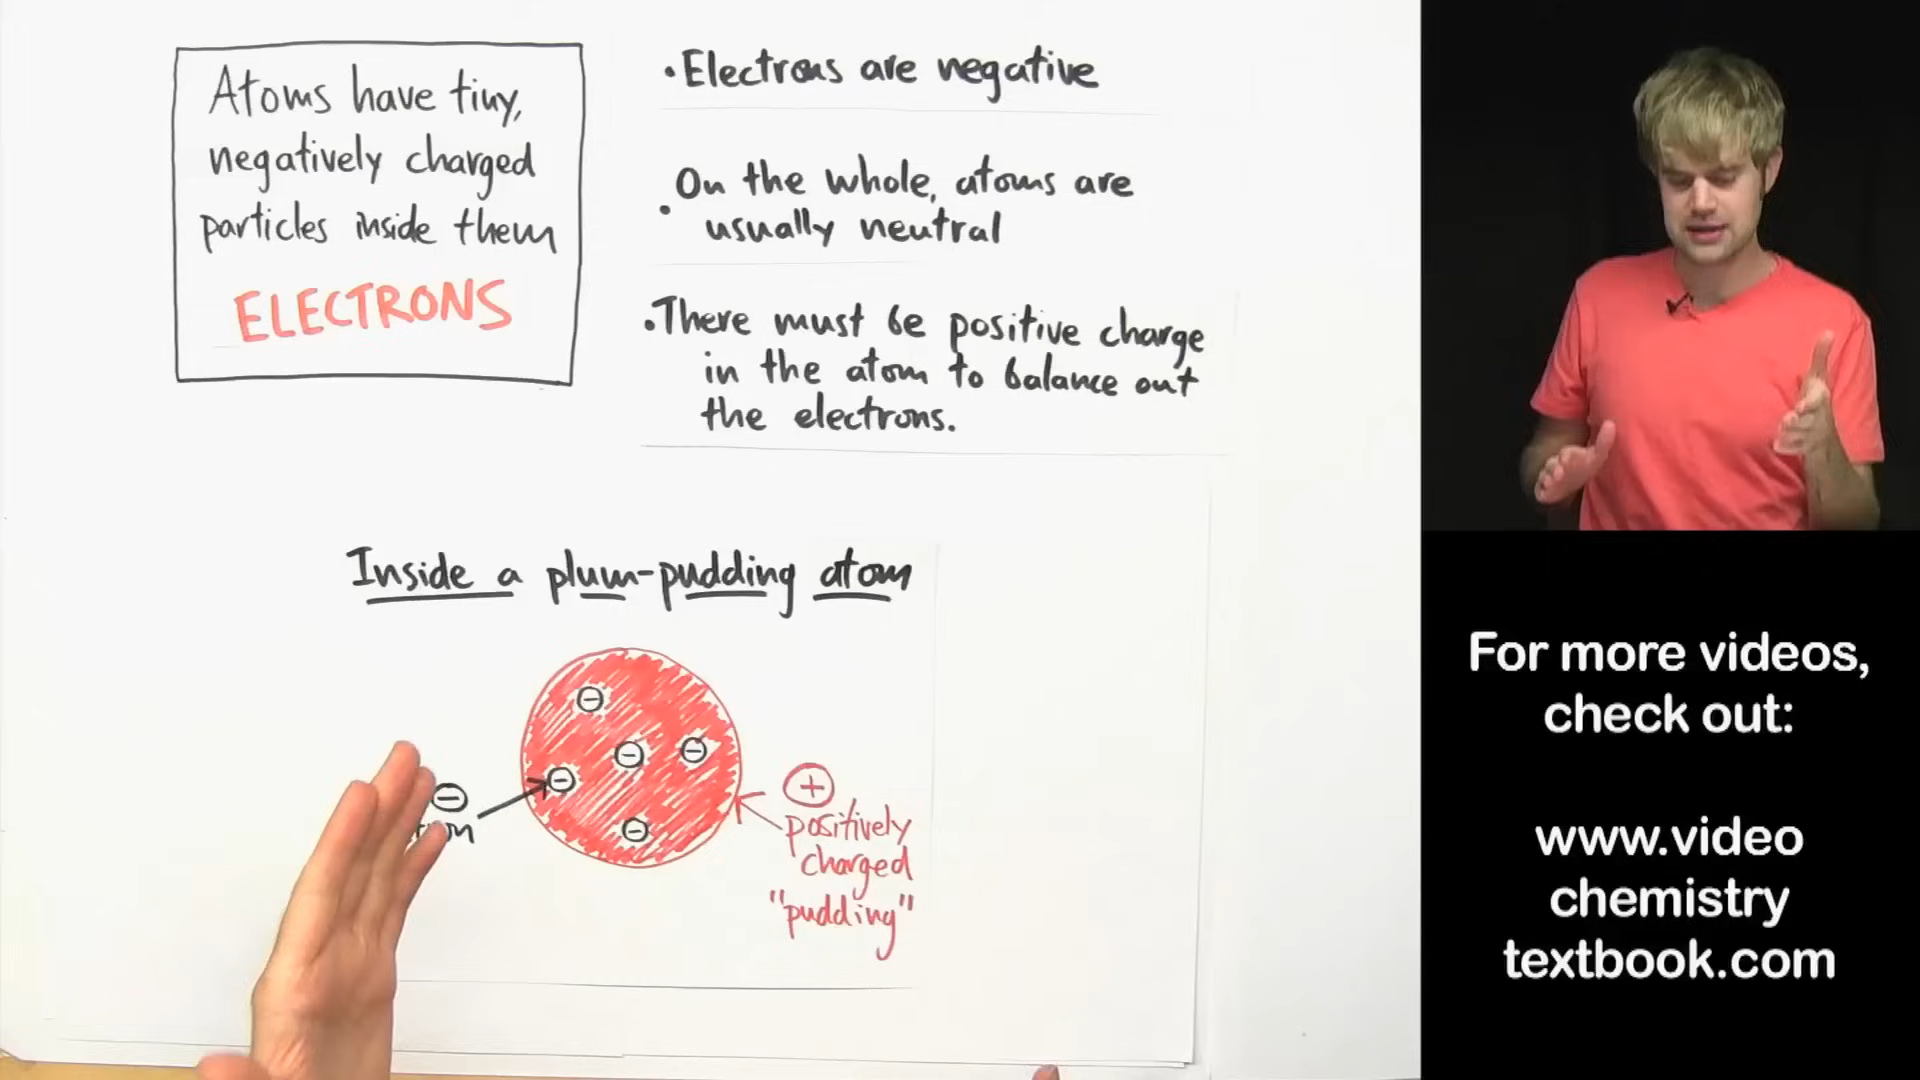 Atoms have tiny,
negatively charged
particles inside them
ELECTRONS
• Electrons are negative
• On the whole, atoms are
usually neutral
• There must be positive charge
in the atom to balance out
the electrons.
Inside a plum-pudding atom
−
−
−
−
−
−
+
positively
charged
"pudding"
For more videos,
check out:
www.video
chemistry
textbook.com